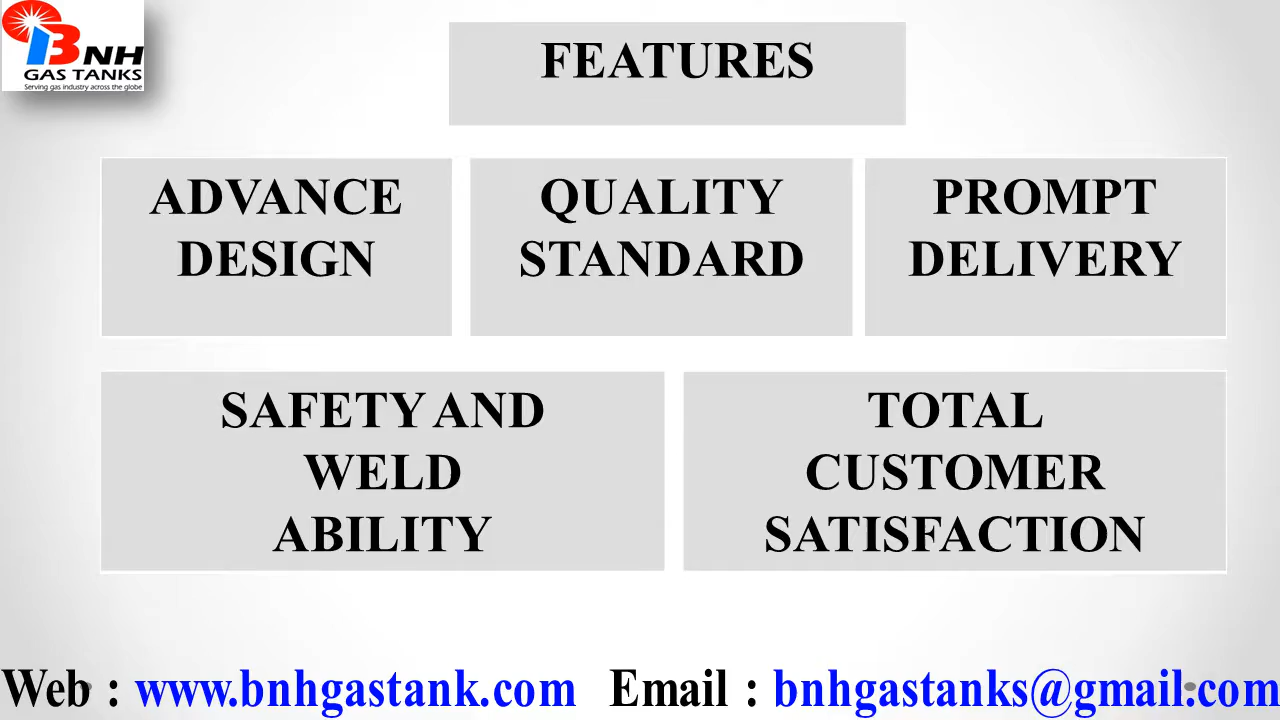 BNH
GAS TANKS
Serving gas industry across the globe
FEATURES
ADVANCE
DESIGN
QUALITY
STANDARD
PROMPT
DELIVERY
SAFETY AND
WELD
ABILITY
TOTAL
CUSTOMER
SATISFACTION
Web : www.bnhgastank.com Email : bnhgastanks@gmail.com